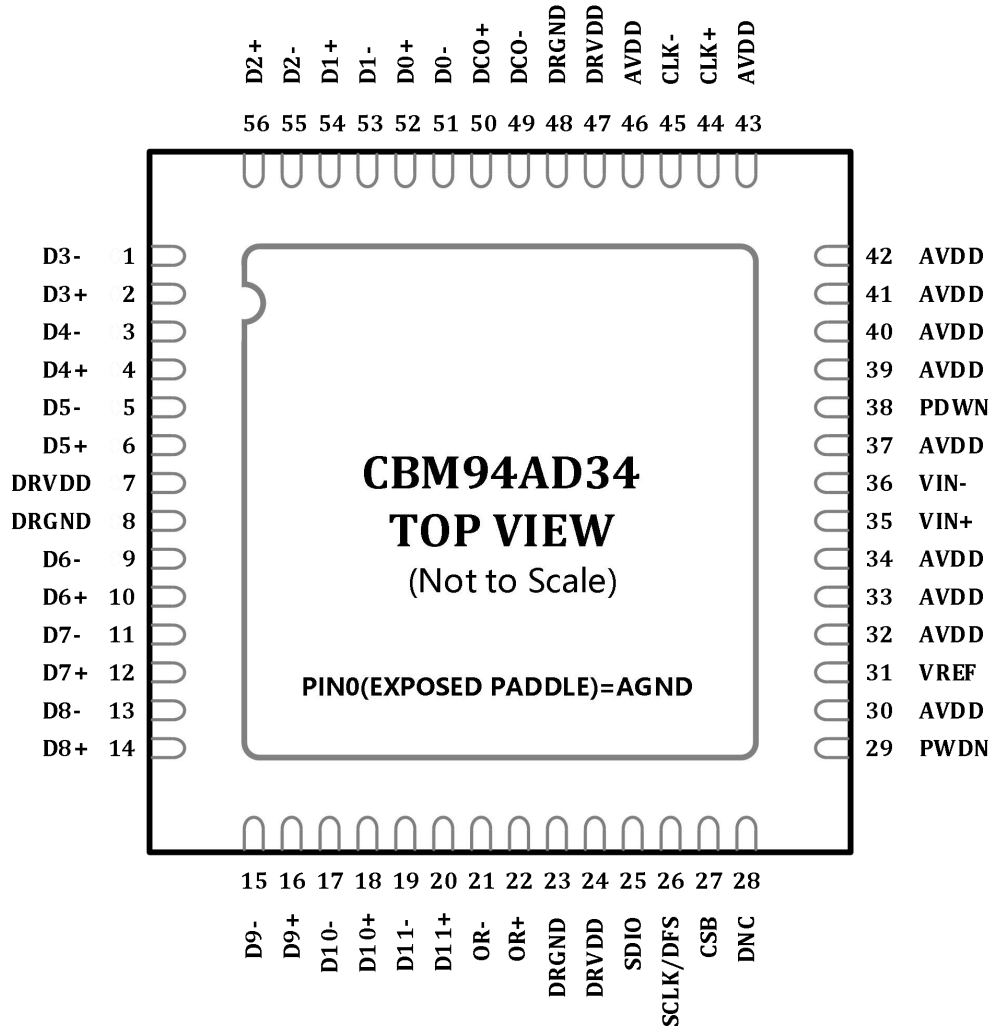 D2+ D2- D1+ D1- D0+ D0- DCO+ DCO- DRGND DRVDD AVDD CLK- CLK+ AVDD
56 55 54 53 52 51 50 49 48 47 46 45 44 43
D3- 1 42 AVDD
D3+ 2 41 AVDD
D4- 3 40 AVDD
D4+ 4 39 AVDD
D5- 5 38 PDWN
D5+ 6 37 AVDD
DRVDD 7 36 VIN-
DRGND 8 35 VIN+
D6- 9 34 AVDD
D6+ 10 33 AVDD
D7- 11 32 AVDD
D7+ 12 31 VREF
D8- 13 30 AVDD
D8+ 14 29 PWDN
CBM94AD34
TOP VIEW
(Not to Scale)
PIN0(EXPOSED PADDLE)=AGND
15 16 17 18 19 20 21 22 23 24 25 26 27 28
D9- D9+ D10- D10+ D11- D11+ OR- OR+ DRGND DRVDD SDIO SCLK/DFS CSB DNC